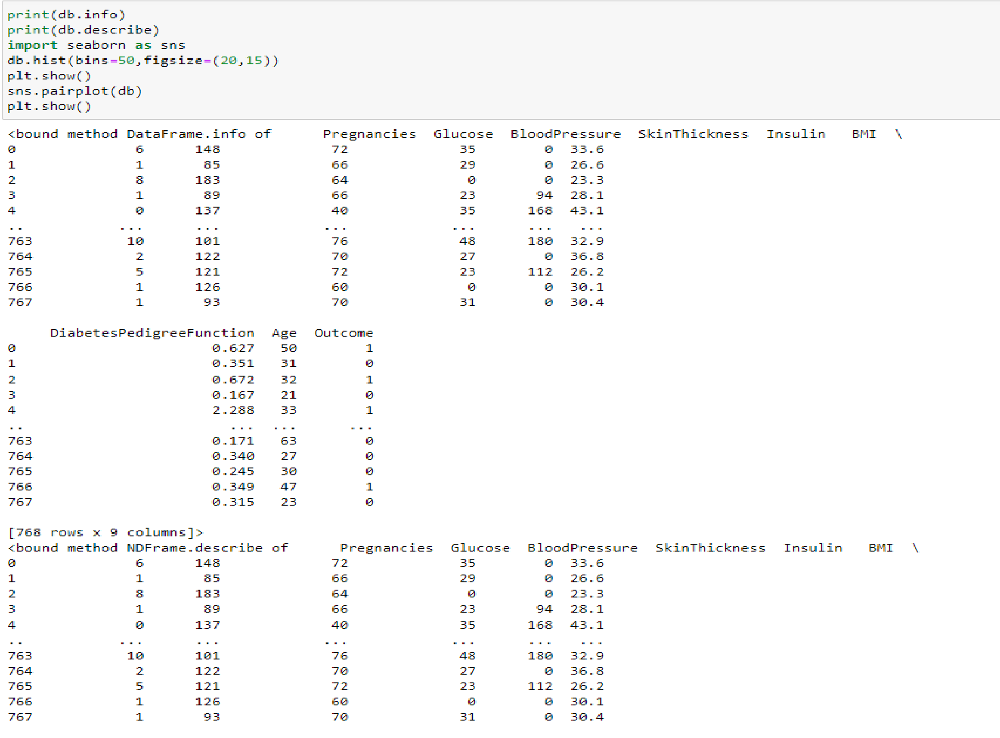 print(db.info)
print(db.describe)
import seaborn as sns
db.hist(bins=50,figsize=(20,15))
plt.show()
sns.pairplot(db)
plt.show()
<bound method DataFrame.info of      Pregnancies  Glucose  BloodPressure  SkinThickness  Insulin   BMI  \
0              6      148             72             35        0  33.6
1              1       85             66             29        0  26.6
2              8      183             64              0        0  23.3
3              1       89             66             23       94  28.1
4              0      137             40             35      168  43.1
..           ...      ...            ...            ...      ...   ...
763           10      101             76             48      180  32.9
764            2      122             70             27        0  36.8
765            5      121             72             23      112  26.2
766            1      126             60              0        0  30.1
767            1       93             70             31        0  30.4
     DiabetesPedigreeFunction  Age  Outcome
0                       0.627   50        1
1                       0.351   31        0
2                       0.672   32        1
3                       0.167   21        0
4                       2.288   33        1
..                        ...  ...      ...
763                     0.171   63        0
764                     0.340   27        0
765                     0.245   30        0
766                     0.349   47        1
767                     0.315   23        0
[768 rows x 9 columns]>
<bound method NDFrame.describe of      Pregnancies  Glucose  BloodPressure  SkinThickness  Insulin   BMI  \
0              6      148             72             35        0  33.6
1              1       85             66             29        0  26.6
2              8      183             64              0        0  23.3
3              1       89             66             23       94  28.1
4              0      137             40             35      168  43.1
..           ...      ...            ...            ...      ...   ...
763           10      101             76             48      180  32.9
764            2      122             70             27        0  36.8
765            5      121             72             23      112  26.2
766            1      126             60              0        0  30.1
767            1       93             70             31        0  30.4